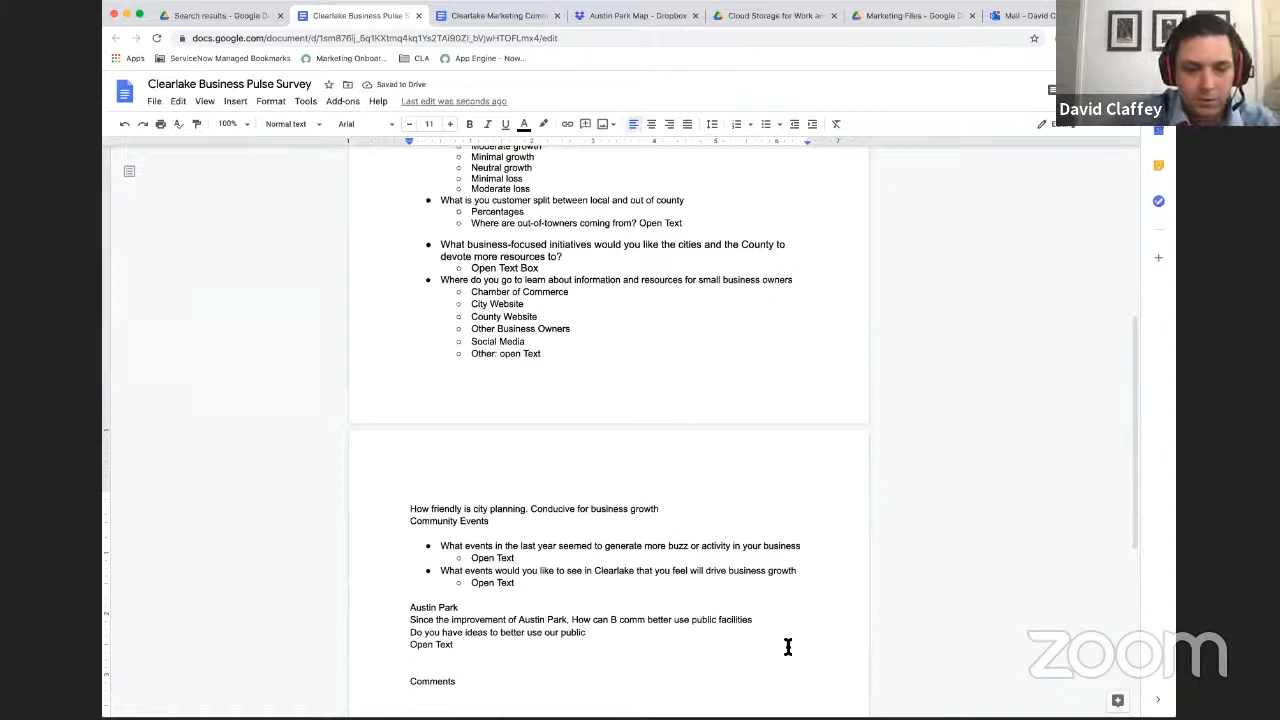 Search results - Google D
Clearlake Business Pulse S
Clearlake Marketing Comm
Austin Park Map - Dropbox
Cloud Storage for Work an
Marketing Files - Google D
Mail - David C
Apps
ServiceNow Managed Bookmarks
Marketing Onboar...
CLA
App Engine - Now...
Clearlake Business Pulse Survey
Saved to Drive
File Edit View Insert Format Tools Add-ons Help Last edit was seconds ago
David Claffey
100% Normal text Arial 11
1 1 2 3 4 5 6 7
Moderate growth
Minimal growth
Neutral growth
Minimal loss
Moderate loss
What is you customer split between local and out of county
Percentages
Where are out-of-towners coming from? Open Text
What business-focused initiatives would you like the cities and the County to
devote more resources to?
Open Text Box
Where do you go to learn about information and resources for small business owners
Chamber of Commerce
City Website
County Website
Other Business Owners
Social Media
Other: open Text
How friendly is city planning. Conducive for business growth
Community Events
What events in the last year seemed to generate more buzz or activity in your business
Open Text
What events would you like to see in Clearlake that you feel will drive business growth
Open Text
Austin Park
Since the improvement of Austin Park, How can B comm better use public facilities
Do you have ideas to better use our public
Open Text
Comments
zoom